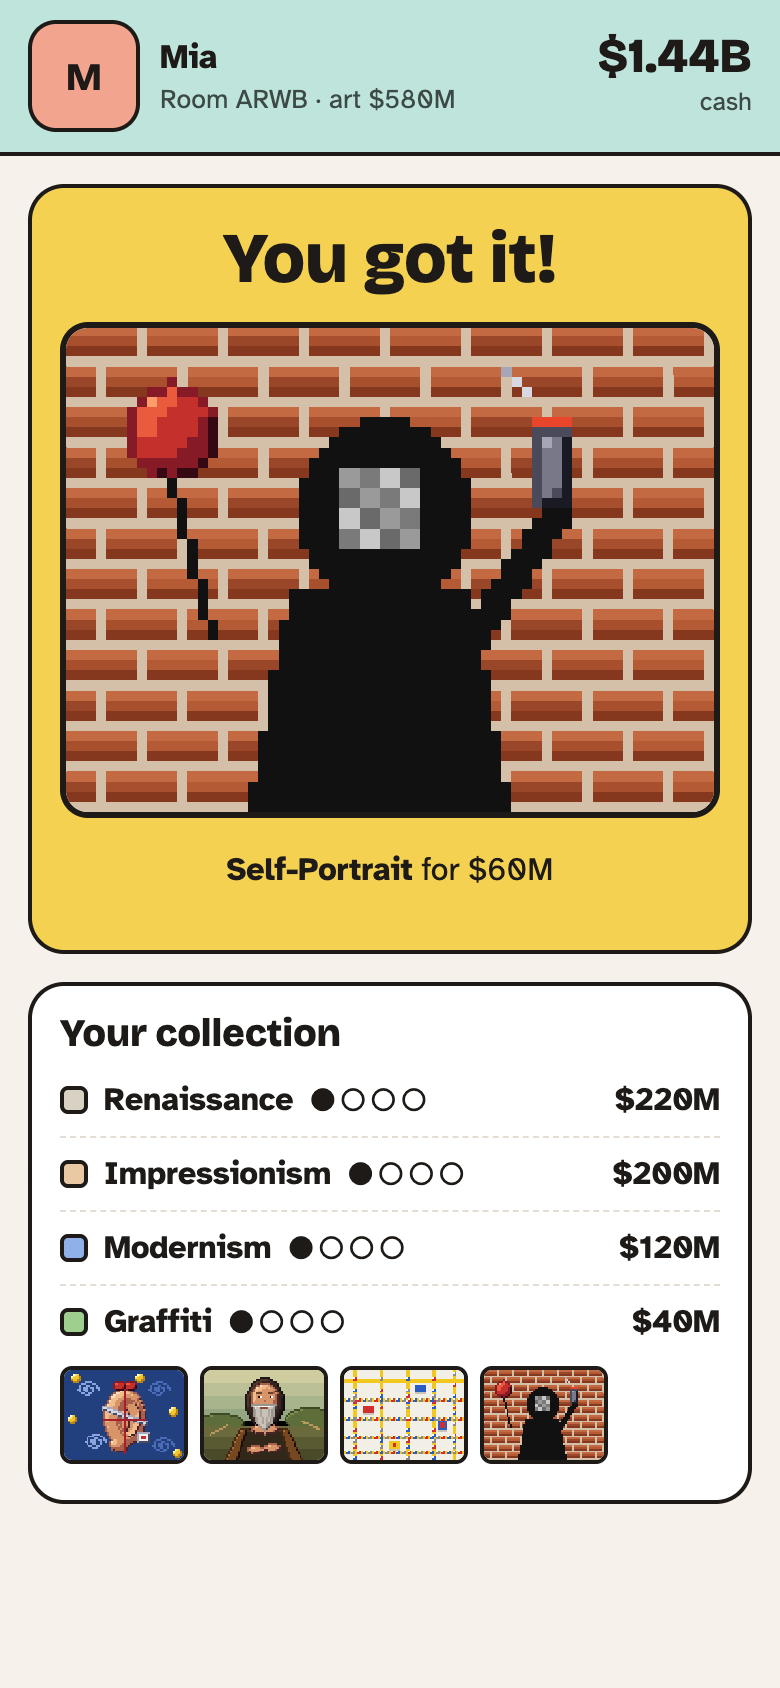 M
Mia
Room ARWB · art $580M
$1.44B
cash
You got it!
Self-Portrait for $60M
Your collection
Renaissance $220M
Impressionism $200M
Modernism $120M
Graffiti $40M